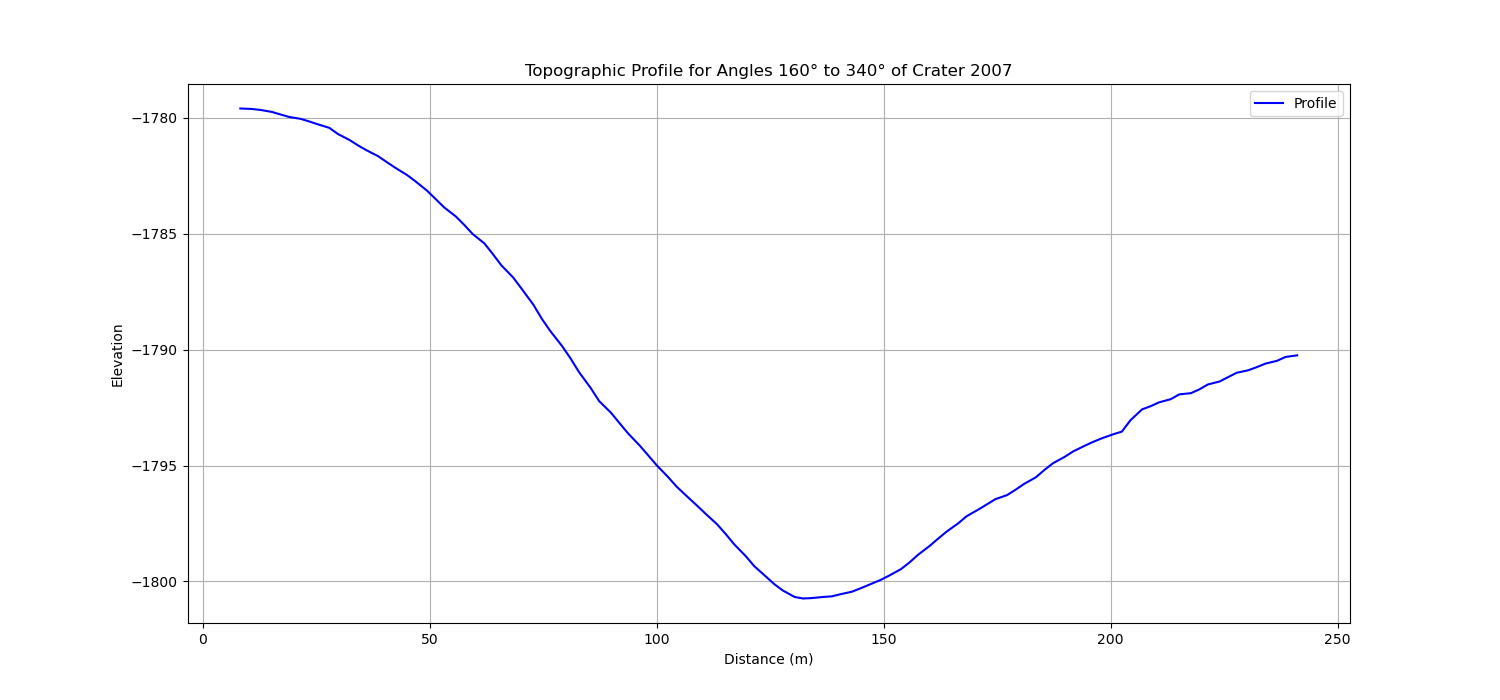 Topographic Profile for Angles 160° to 340° of Crater 2007
Profile
−1780
−1785
−1790
−1795
−1800
Elevation
0
50
100
150
200
250
Distance (m)